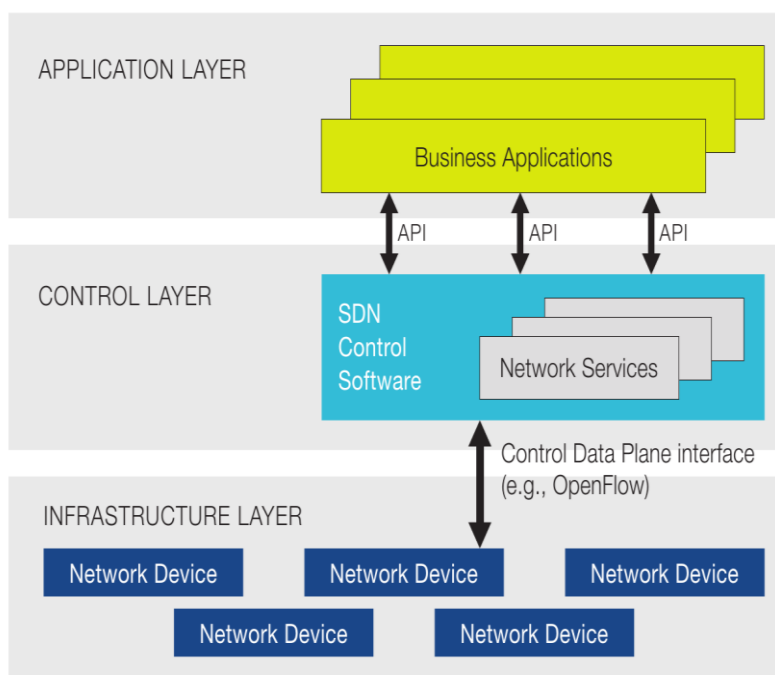 APPLICATION LAYER
Business Applications
API
API
API
CONTROL LAYER
SDN
Control
Software
Network Services
Control Data Plane interface
(e.g., OpenFlow)
INFRASTRUCTURE LAYER
Network Device
Network Device
Network Device
Network Device
Network Device